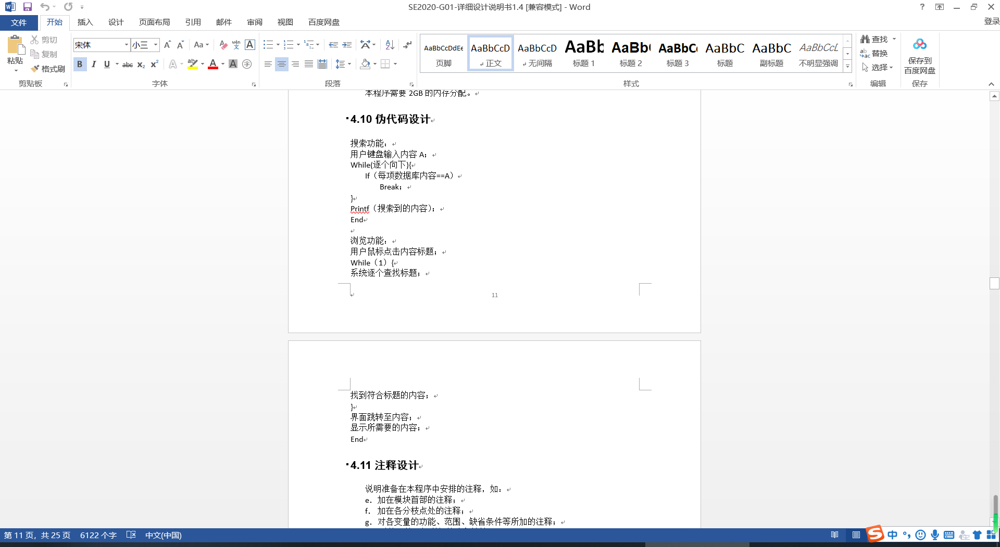 SE2020-G01-详细设计说明书1.4 [兼容模式] - Word
登录
文件 开始 插入 设计 页面布局 引用 邮件 审阅 视图 百度网盘
粘贴 剪切 复制 格式刷
宋体 小三
AaBbCcDdEe AaBbCcD AaBbCcD AaBb AaBb( AaBbC AaBbC AaBbC AaBbCcD
页脚 正文 无间隔 标题 1 标题 2 标题 3 标题 副标题 不明显强调
查找 替换 选择
保存到
百度网盘
剪贴板 字体 段落 样式 编辑 保存
本程序需要 2GB 的内存分配。
4.10 伪代码设计
搜索功能：
用户键盘输入内容 A；
While(逐个向下){
If（每项数据库内容==A）
Break；
}
Printf（搜索到的内容）；
End
浏览功能：
用户鼠标点击内容标题；
While（1）{
系统逐个查找标题；
11
找到符合标题的内容；
}
界面跳转至内容；
显示所需要的内容；
End
4.11 注释设计
说明准备在本程序中安排的注释，如：
e. 加在模块首部的注释；
f. 加在各分枝点处的注释；
g. 对各变量的功能、范围、缺省条件等所加的注释；
第 11 页，共 25 页 6122 个字 中文(中国)
中